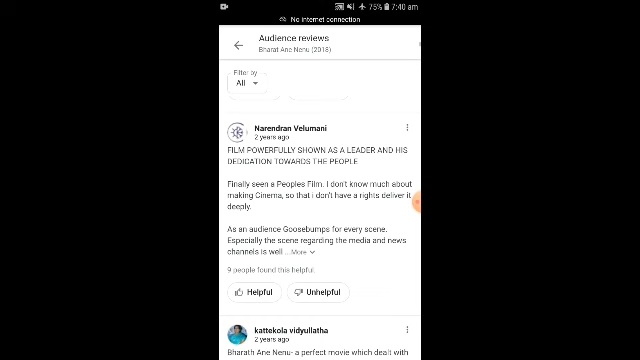 75% 7:40 am
No internet connection
Audience reviews
Bharat Ane Nenu (2018)
Filter by
All
Narendran Velumani
2 years ago
FILM POWERFULLY SHOWN AS A LEADER AND HIS
DEDICATION TOWARDS THE PEOPLE
Finally seen a Peoples Film. I don't know much about
making Cinema, so that i don't have a rights deliver it
deeply.
As an audience Goosebumps for every scene.
Especially the scene regarding the media and news
channels is well ...More
9 people found this helpful.
Helpful Unhelpful
kattekola vidyullatha
2 years ago
Bharath Ane Nenu- a perfect movie which dealt with